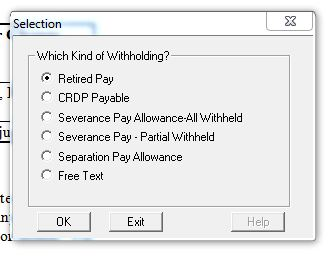 Selection
Which Kind of Withholding?
Retired Pay
CRDP Payable
Severance Pay Allowance-All Withheld
Severance Pay - Partial Withheld
Separation Pay Allowance
Free Text
OK Exit Help